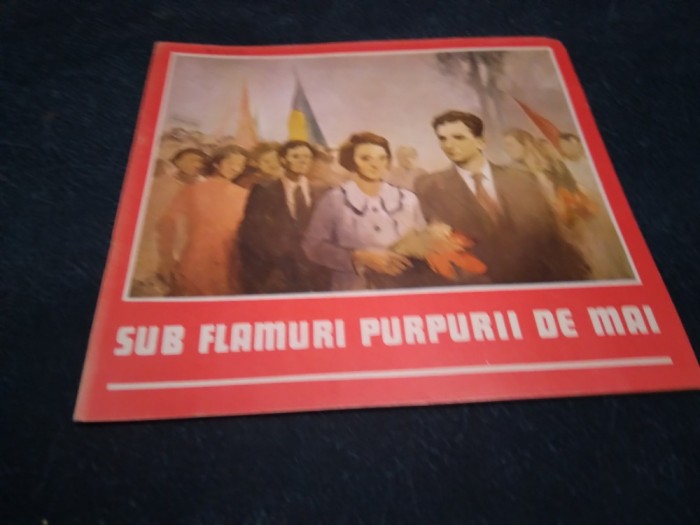 SUB FLAMURI PURPURII DE MAI